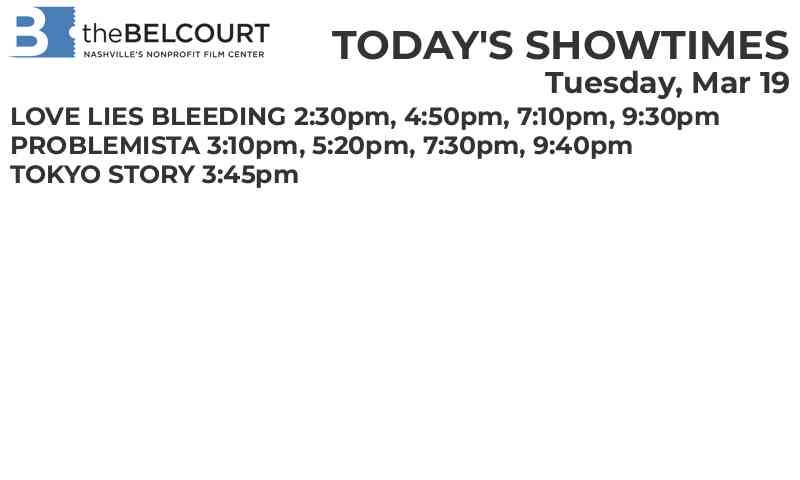 B theBELCOURT
NASHVILLE'S NONPROFIT FILM CENTER
TODAY'S SHOWTIMES
Tuesday, Mar 19
LOVE LIES BLEEDING 2:30pm, 4:50pm, 7:10pm, 9:30pm
PROBLEMISTA 3:10pm, 5:20pm, 7:30pm, 9:40pm
TOKYO STORY 3:45pm